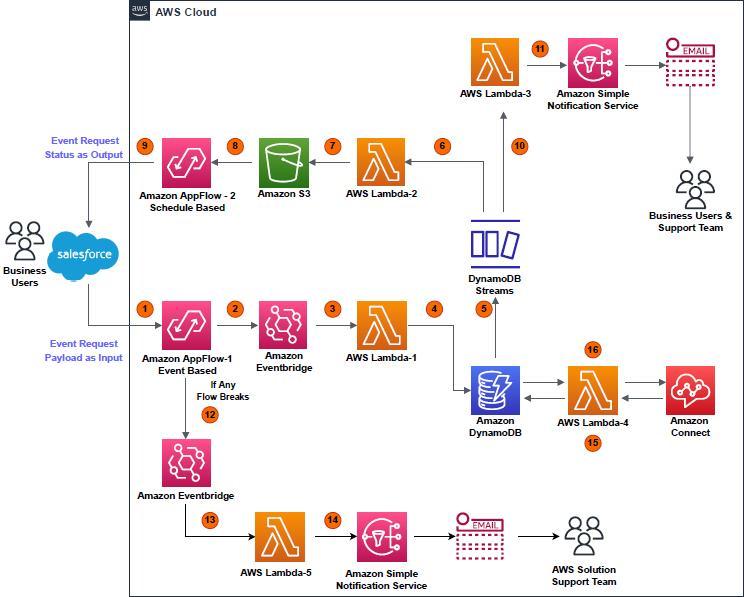 aws
AWS Cloud
11
AWS Lambda-3
Amazon Simple
Notification Service
EMAIL
Event Request
Status as Output
9
8
7
6
10
Amazon AppFlow - 2
Schedule Based
Amazon S3
AWS Lambda-2
Business Users &
Support Team
salesforce
Business
Users
DynamoDB
Streams
1
2
3
4
5
Event Request
Payload as Input
Amazon AppFlow-1
Event Based
Amazon
Eventbridge
AWS Lambda-1
16
If Any
Flow Breaks
12
Amazon
DynamoDB
AWS Lambda-4
Amazon
Connect
15
Amazon Eventbridge
13
14
EMAIL
AWS Lambda-5
Amazon Simple
Notification Service
AWS Solution
Support Team